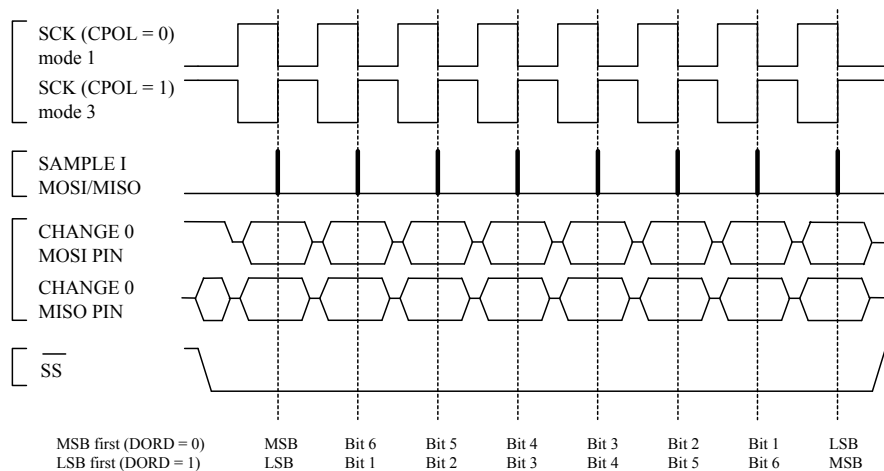 SCK (CPOL = 0)
mode 1
SCK (CPOL = 1)
mode 3
SAMPLE I
MOSI/MISO
CHANGE 0
MOSI PIN
CHANGE 0
MISO PIN
SS
MSB first (DORD = 0) MSB Bit 6 Bit 5 Bit 4 Bit 3 Bit 2 Bit 1 LSB
LSB first (DORD = 1) LSB Bit 1 Bit 2 Bit 3 Bit 4 Bit 5 Bit 6 MSB